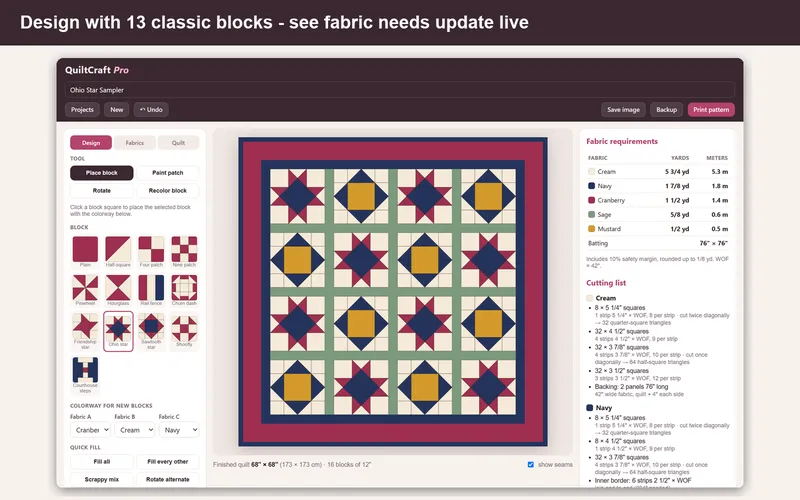 Design with 13 classic blocks - see fabric needs update live
QuiltCraft Pro
Ohio Star Sampler
Projects
New
↶ Undo
Save image
Backup
Print pattern
Design
Fabrics
Quilt
TOOL
Place block
Paint patch
Rotate
Recolor block
Click a block square to place the selected
block with the colorway below.
BLOCK
Plain
Half-square
Four patch
Nine patch
Pinwheel
Hourglass
Rail fence
Churn dash
Friendship
star
Ohio star
Sawtooth
star
Shoofly
Courthouse
steps
COLORWAY FOR NEW BLOCKS
Fabric A
Fabric B
Fabric C
Cranber
Cream
Navy
QUICK FILL
Fill all
Fill every other
Scrappy mix
Rotate alternate
Finished quilt 68" × 68" (173 × 173 cm) · 16 blocks of 12"
show seams
Fabric requirements
FABRIC YARDS METERS
Cream 5 3/4 yd 5.3 m
Navy 1 7/8 yd 1.8 m
Cranberry 1 1/2 yd 1.4 m
Sage 5/8 yd 0.6 m
Mustard 1/2 yd 0.5 m
Batting 76" × 76"
Includes 10% safety margin, rounded up to 1/8 yd. WOF
= 42".
Cutting list
Cream
• 8 × 5 1/4" squares
1 strip 5 1/4" × WOF, 8 per strip · cut twice diagonally
→ 32 quarter-square triangles
• 32 × 4 1/2" squares
4 strips 4 1/2" × WOF, 9 per strip
• 32 × 3 7/8" squares
4 strips 3 7/8" × WOF, 10 per strip · cut once
diagonally → 64 half-square triangles
• 32 × 3 1/2" squares
3 strips 3 1/2" × WOF, 12 per strip
• Backing: 2 panels 76" long
42" wide fabric, quilt + 4" each side
Navy
• 8 × 5 1/4" squares
1 strip 5 1/4" × WOF, 8 per strip · cut twice diagonally
→ 32 quarter-square triangles
• 8 × 4 1/2" squares
1 strip 4 1/2" × WOF, 9 per strip
• 32 × 3 7/8" squares
4 strips 3 7/8" × WOF, 10 per strip · cut once
diagonally → 64 half-square triangles
• Inner border: 6 strips 2 1/2" × WOF